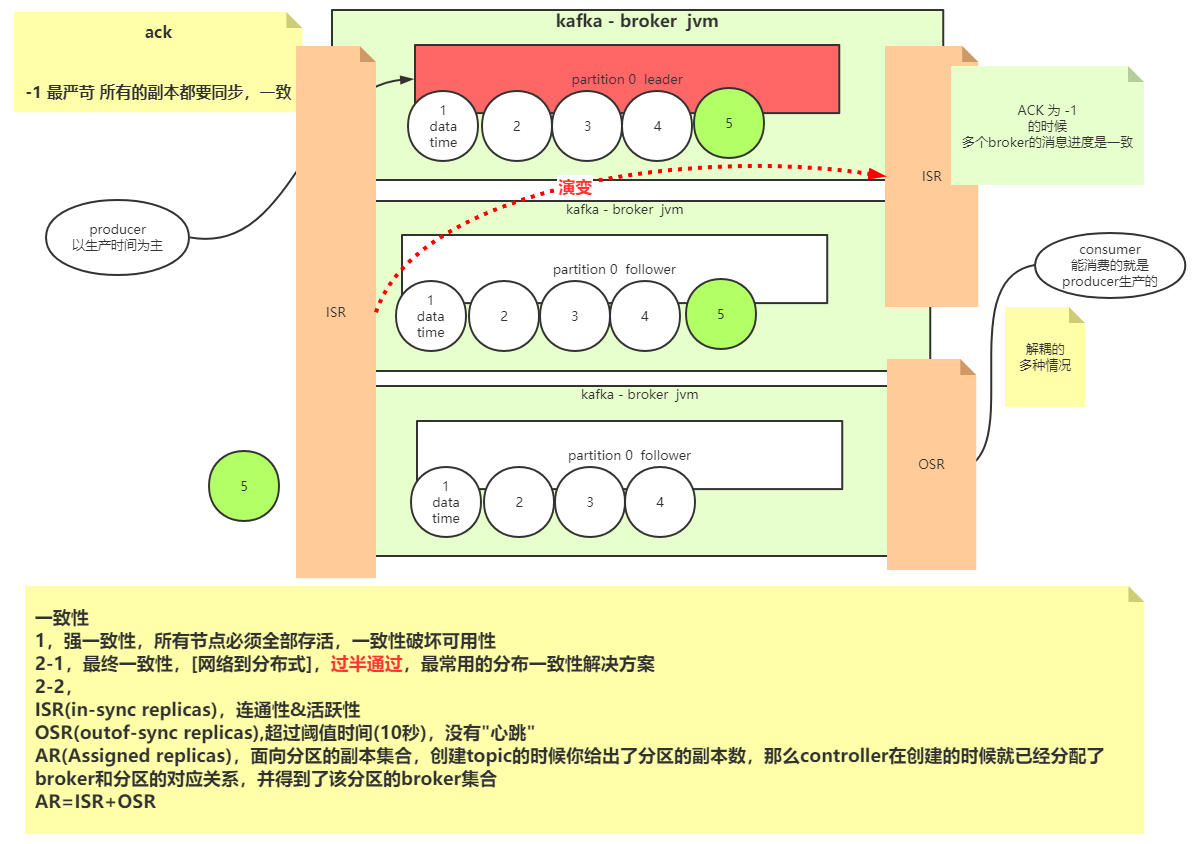 ack
-1 最严苛 所有的副本都要同步，一致
kafka - broker  jvm
partition 0  leader
1
data
time
2
3
4
5
ISR
ACK 为 -1
的时候
多个broker的消息进度是一致
演变
producer
以生产时间为主
kafka - broker  jvm
partition 0  follower
1
data
time
2
3
4
5
ISR
consumer
能消费的就是
producer生产的
解耦的
多种情况
kafka - broker  jvm
partition 0  follower
1
data
time
2
3
4
OSR
5
一致性
1，强一致性，所有节点必须全部存活，一致性破坏可用性
2-1，最终一致性，[网络到分布式]，过半通过，最常用的分布一致性解决方案
2-2，
ISR(in-sync replicas)，连通性&活跃性
OSR(outof-sync replicas),超过阈值时间(10秒)，没有"心跳"
AR(Assigned replicas)，面向分区的副本集合，创建topic的时候你给出了分区的副本数，那么controller在创建的时候就已经分配了
broker和分区的对应关系，并得到了该分区的broker集合
AR=ISR+OSR